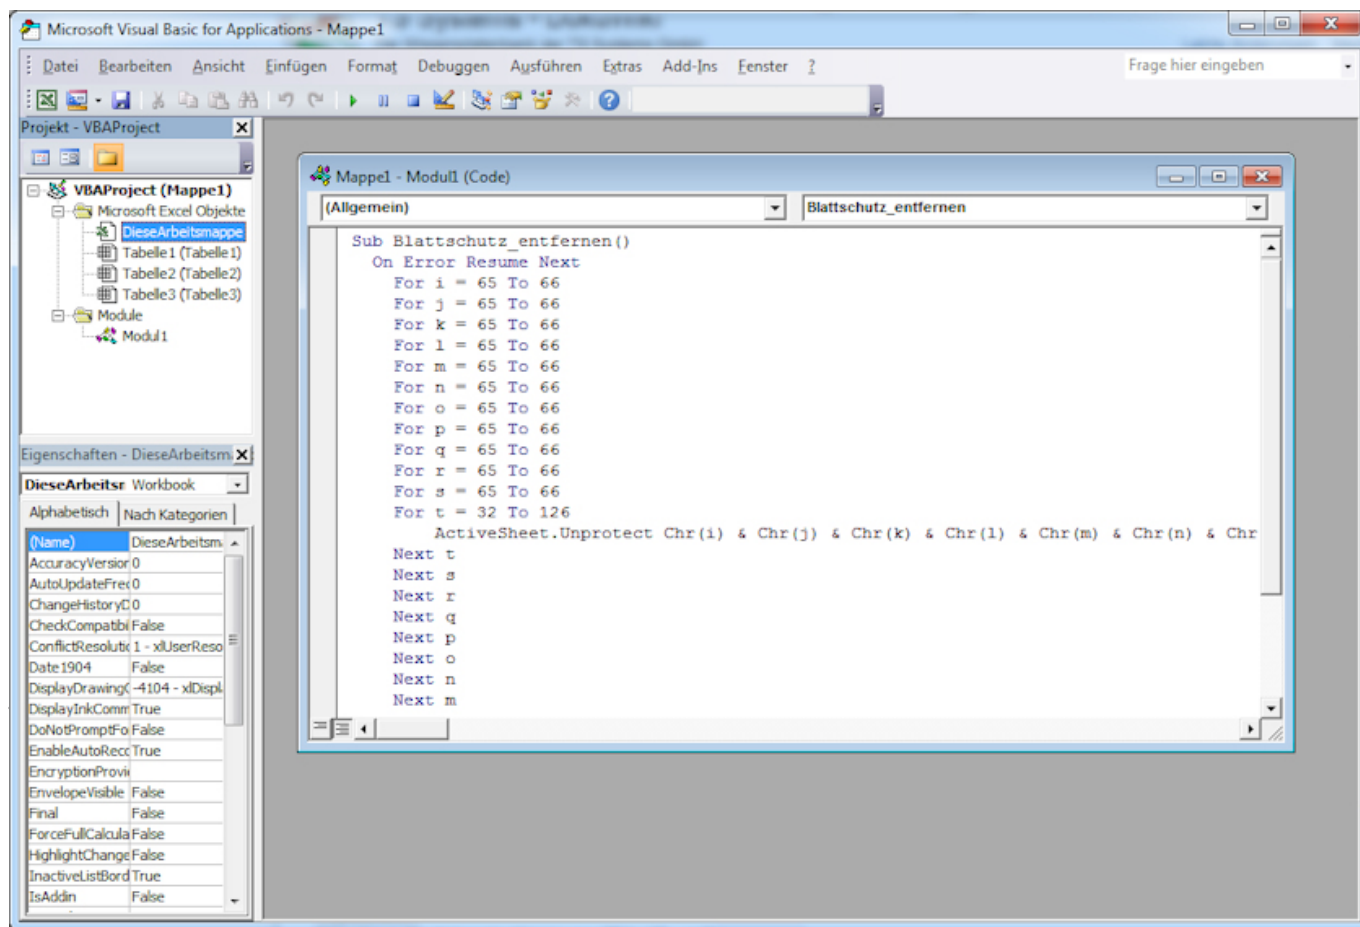 Microsoft Visual Basic for Applications - Mappe1
Datei Bearbeiten Ansicht Einfügen Format Debuggen Ausführen Extras Add-Ins Fenster ?
Frage hier eingeben
Projekt - VBAProject
VBAProject (Mappe1)
Microsoft Excel Objekte
DieseArbeitsmappe
Tabelle1 (Tabelle1)
Tabelle2 (Tabelle2)
Tabelle3 (Tabelle3)
Module
Modul1
Eigenschaften - DieseArbeitsm
DieseArbeitsr Workbook
Alphabetisch Nach Kategorien
(Name) DieseArbeitsm
AccuracyVersior 0
AutoUpdateFrec 0
ChangeHistoryD 0
CheckCompatibi False
ConflictResolutic 1 - xlUserReso
Date1904 False
DisplayDrawingC -4104 - xlDispl
DisplayInkComm True
DoNotPromptFo False
EnableAutoRecc True
EncryptionProvi
EnvelopeVisible False
Final False
ForceFullCalcula False
HighlightChange False
InactiveListBord True
IsAddin False
Mappe1 - Modul1 (Code)
(Allgemein) Blattschutz_entfernen
Sub Blattschutz_entfernen()
On Error Resume Next
For i = 65 To 66
For j = 65 To 66
For k = 65 To 66
For l = 65 To 66
For m = 65 To 66
For n = 65 To 66
For o = 65 To 66
For p = 65 To 66
For q = 65 To 66
For r = 65 To 66
For s = 65 To 66
For t = 32 To 126
ActiveSheet.Unprotect Chr(i) & Chr(j) & Chr(k) & Chr(l) & Chr(m) & Chr(n) & Chr
Next t
Next s
Next r
Next q
Next p
Next o
Next n
Next m